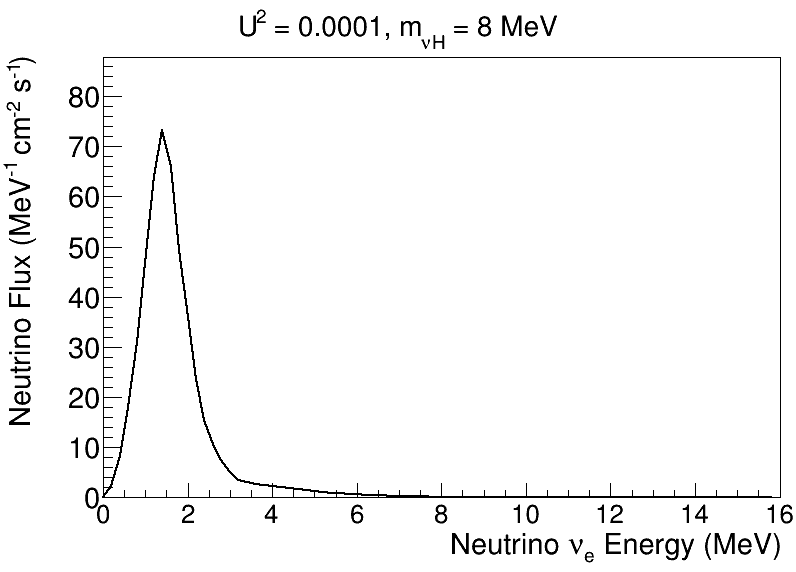 U² = 0.0001, m_νH = 8 MeV
Neutrino Flux (MeV⁻¹ cm⁻² s⁻¹)
80
70
60
50
40
30
20
10
0
0 2 4 6 8 10 12 14 16
Neutrino νₑ Energy (MeV)